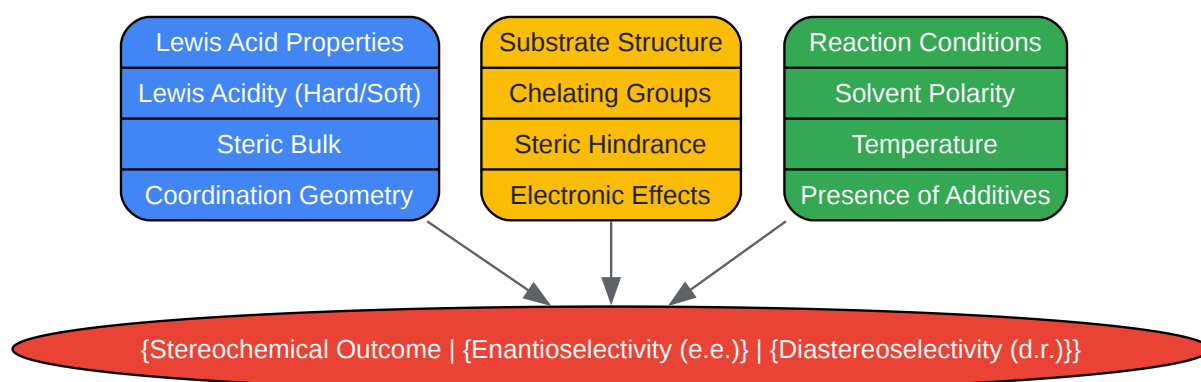 Lewis Acid Properties
Lewis Acidity (Hard/Soft)
Steric Bulk
Coordination Geometry
Substrate Structure
Chelating Groups
Steric Hindrance
Electronic Effects
Reaction Conditions
Solvent Polarity
Temperature
Presence of Additives
{Stereochemical Outcome | {Enantioselectivity (e.e.)} | {Diastereoselectivity (d.r.)}}